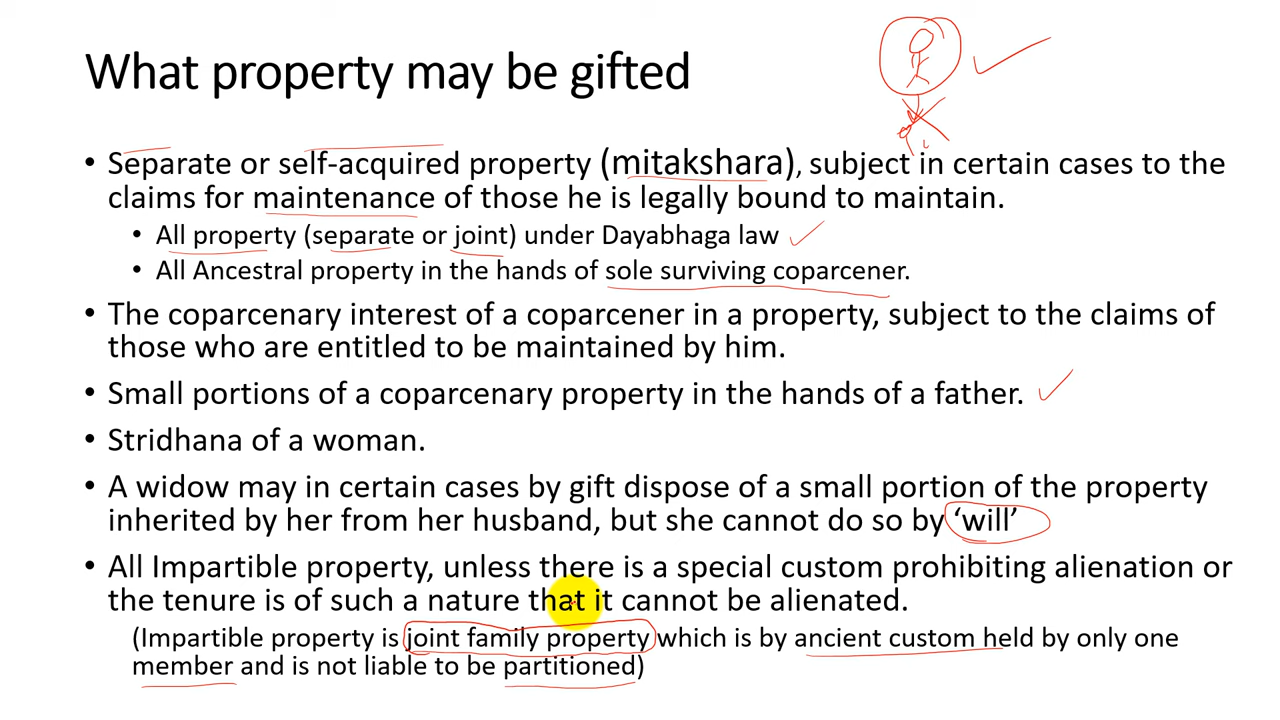 What property may be gifted
• Separate or self-acquired property (mitakshara), subject in certain cases to the
claims for maintenance of those he is legally bound to maintain.
• All property (separate or joint) under Dayabhaga law
• All Ancestral property in the hands of sole surviving coparcener.
• The coparcenary interest of a coparcener in a property, subject to the claims of
those who are entitled to be maintained by him.
• Small portions of a coparcenary property in the hands of a father.
• Stridhana of a woman.
• A widow may in certain cases by gift dispose of a small portion of the property
inherited by her from her husband, but she cannot do so by ‘will’
• All Impartible property, unless there is a special custom prohibiting alienation or
the tenure is of such a nature that it cannot be alienated.
(Impartible property is joint family property which is by ancient custom held by only one
member and is not liable to be partitioned)